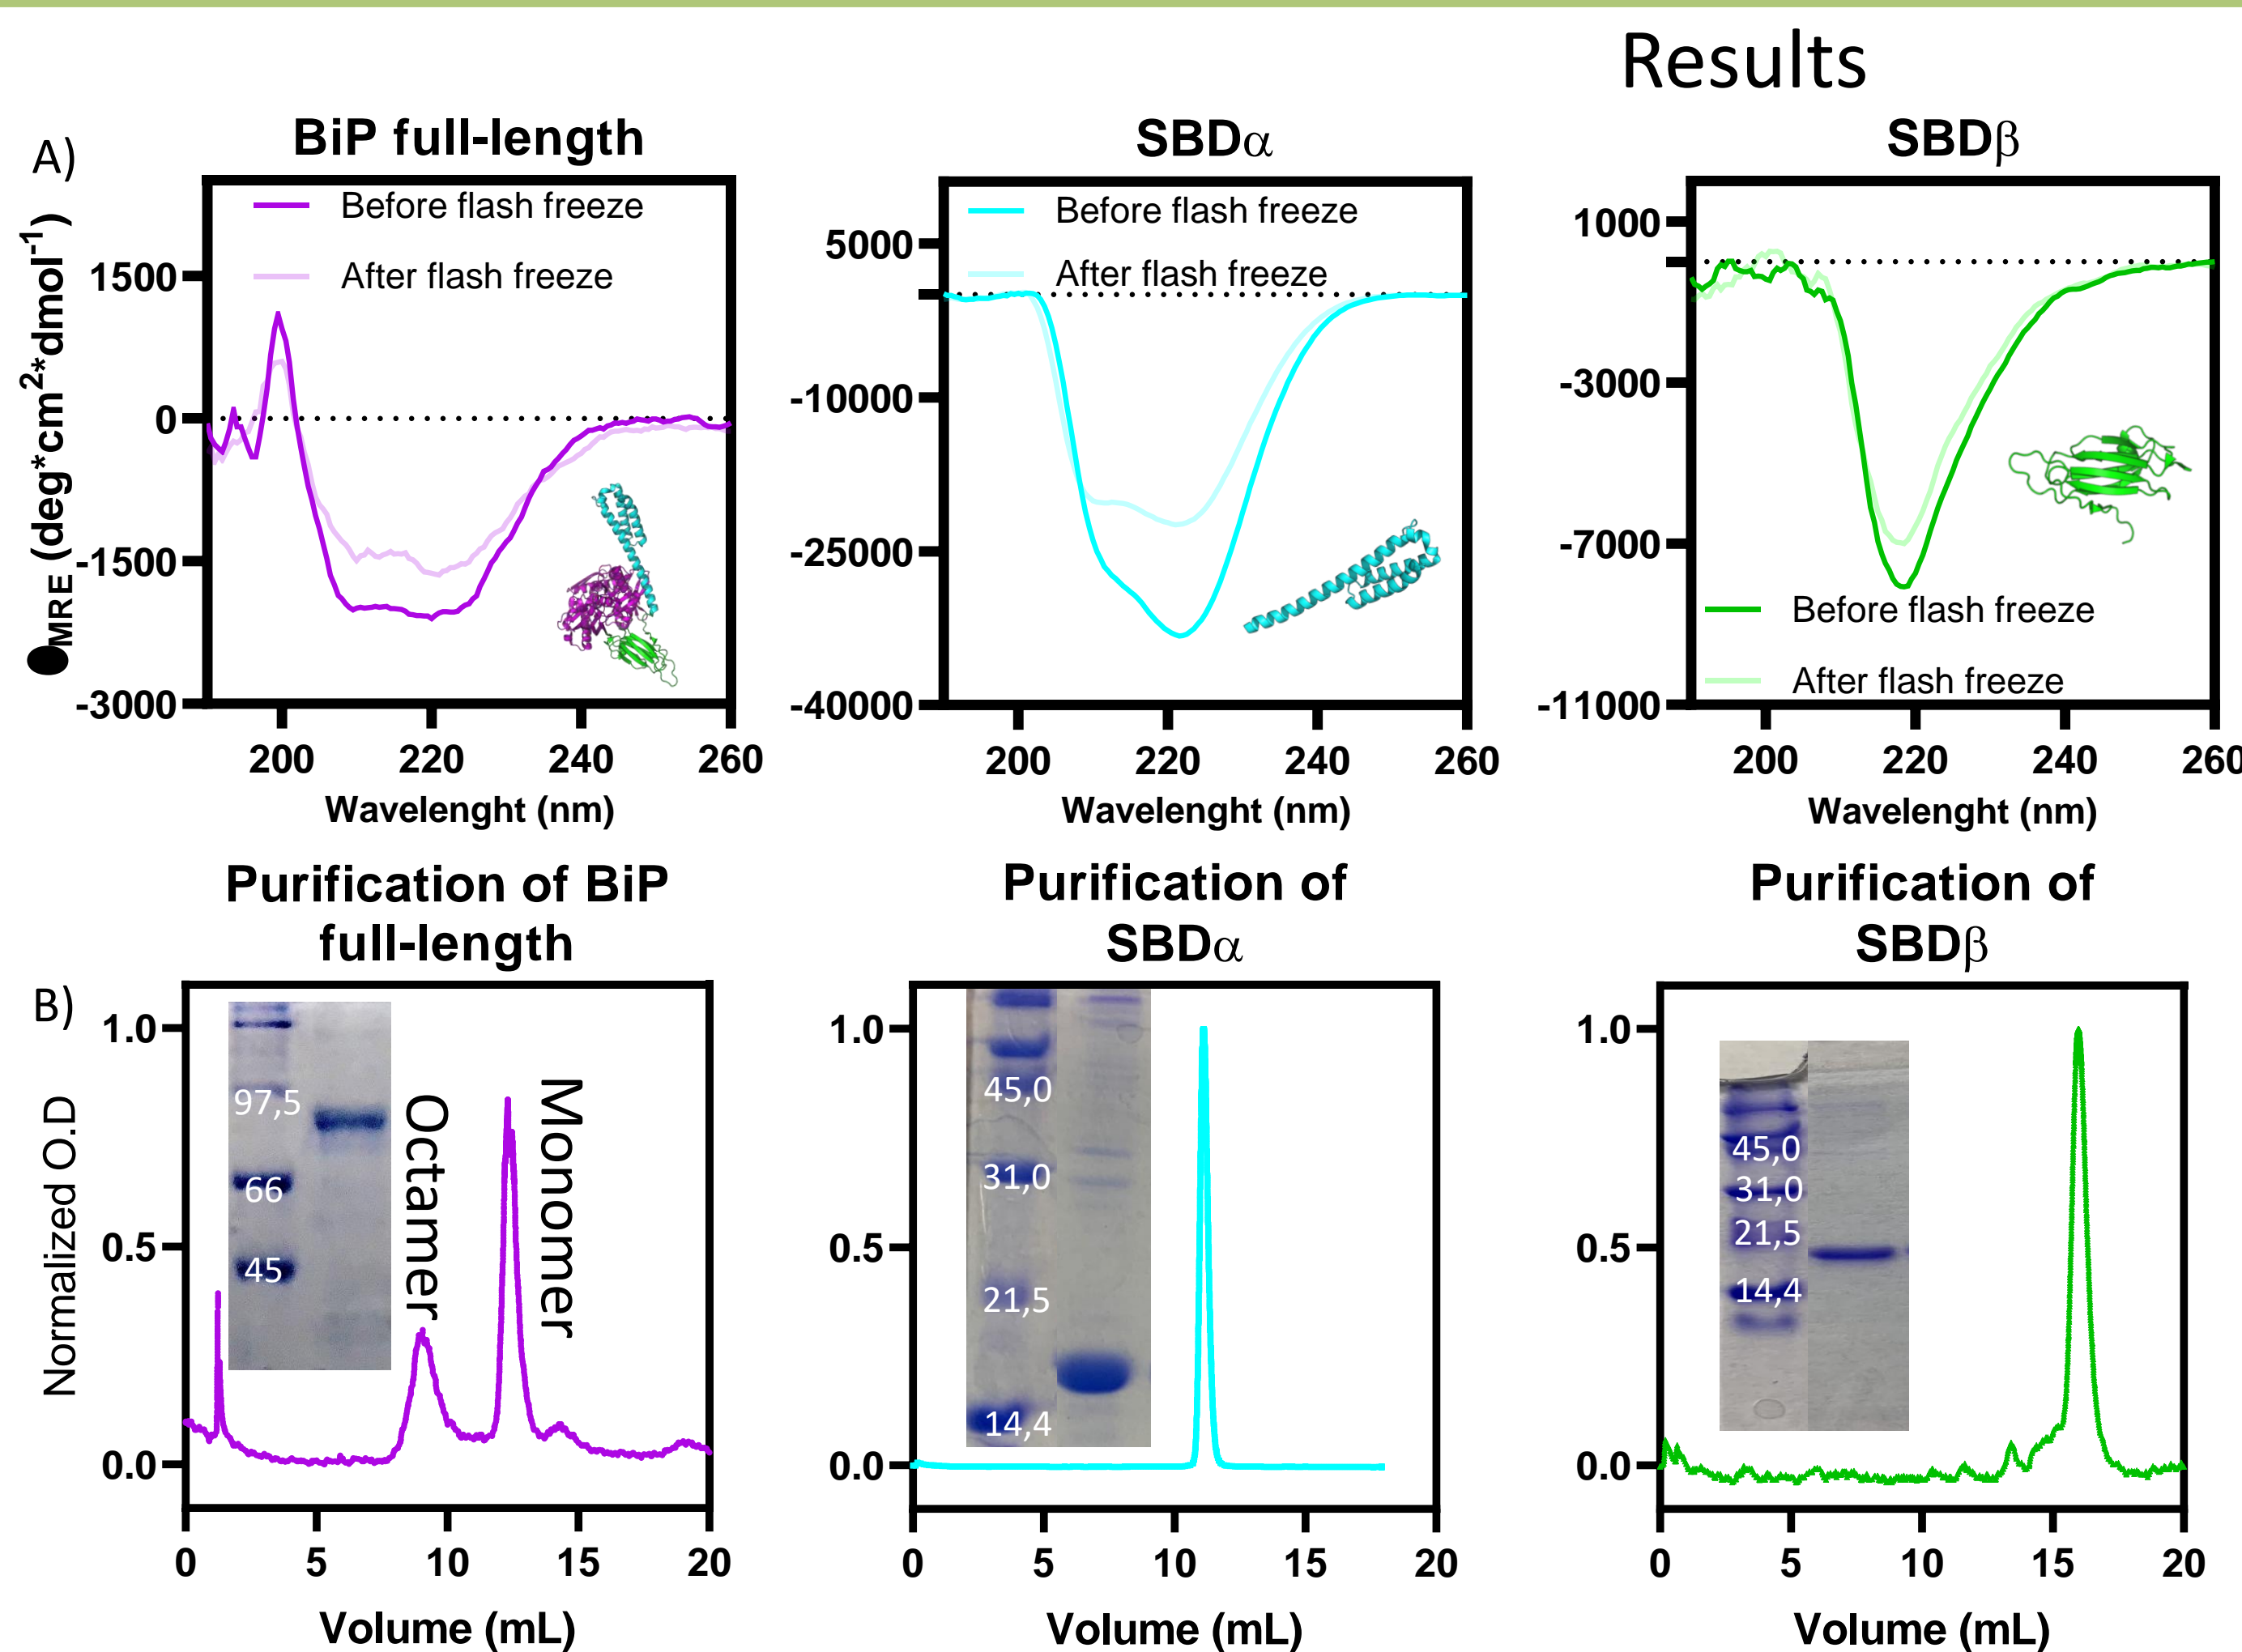 Results
A)
BiP full-length
Before flash freeze
After flash freeze
ƟMRE (deg*cm2*dmol-1)
1500
0
-1500
-3000
200 220 240 260
Wavelenght (nm)
SBDα
Before flash freeze
After flash freeze
5000
-10000
-25000
-40000
200 220 240 260
Wavelenght (nm)
SBDβ
1000
-3000
-7000
-11000
Before flash freeze
After flash freeze
200 220 240 260
Wavelenght (nm)
B)
Purification of BiP
full-length
Normalized O.D
1.0
0.5
0.0
97,5
66
45
Octamer
Monomer
0 5 10 15 20
Volume (mL)
Purification of
SBDα
1.0
0.5
0.0
45,0
31,0
21,5
14,4
0 5 10 15 20
Volume (mL)
Purification of
SBDβ
1.0
0.5
0.0
45,0
31,0
21,5
14,4
0 5 10 15 20
Volume (mL)